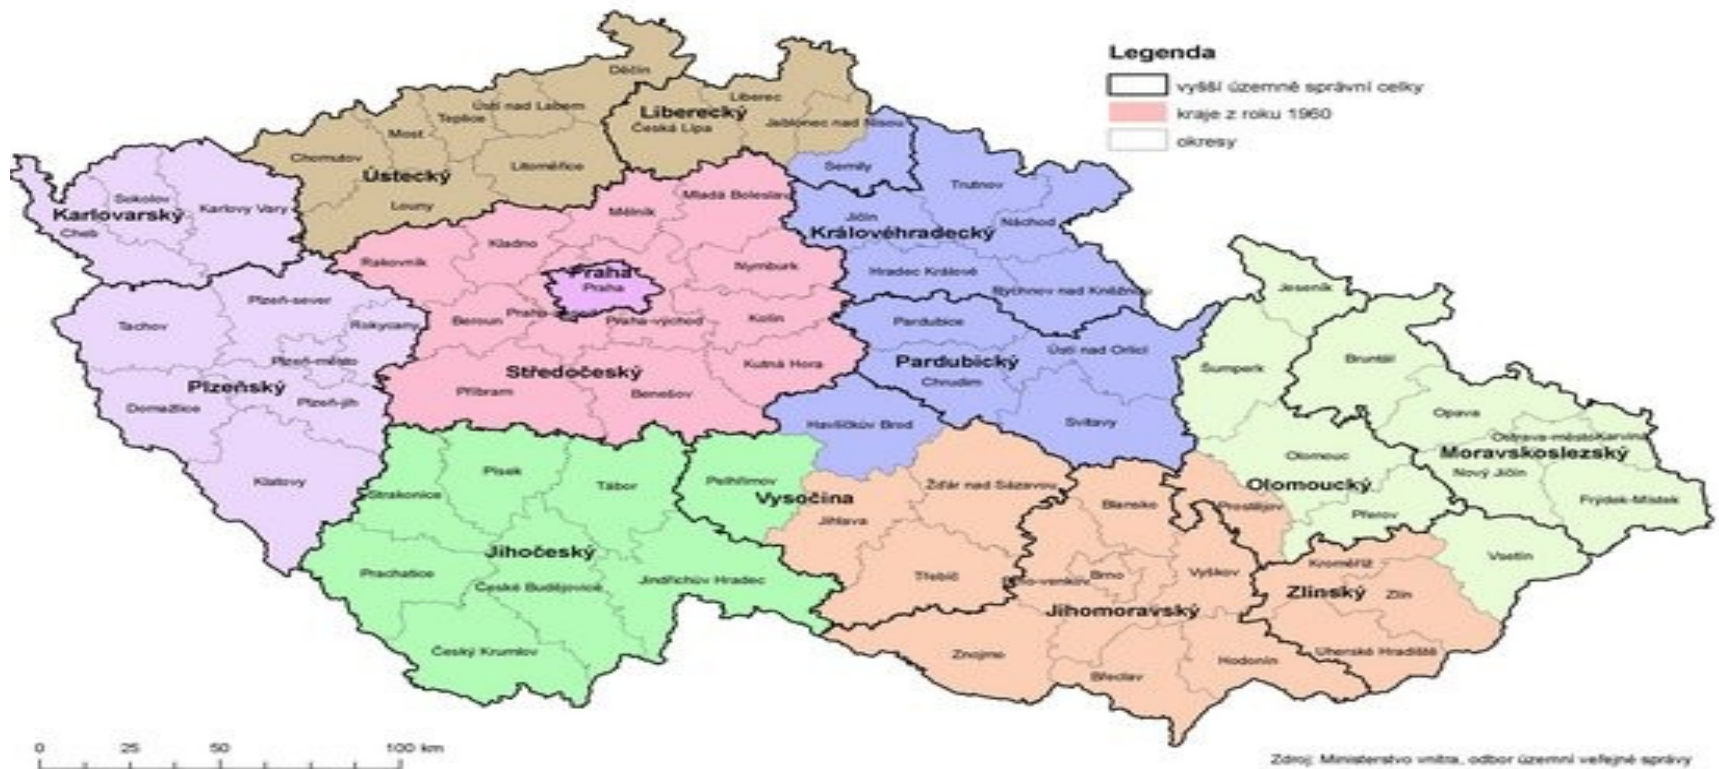 Legenda
vyšší územně správní celky
kraje z roku 1960
okresy
Děčín
Ústí nad Labem
Teplice
Most
Chomutov
Litoměřice
Ústecký
Louny
Liberec
Liberecký
Česká Lípa
Jablonec nad Nisou
Semily
Sokolov
Karlovy Vary
Karlovarský
Cheb
Mladá Boleslav
Mělník
Kladno
Rakovník
Nymburk
Praha
Praha
Beroun
Praha-východ
Kolín
Kutná Hora
Středočeský
Příbram
Benešov
Trutnov
Jičín
Náchod
Královéhradecký
Hradec Králové
Rychnov nad Kněžnou
Pardubice
Ústí nad Orlicí
Pardubický
Chrudim
Svitavy
Plzeň-sever
Tachov
Rokycany
Plzeň-město
Plzeňský
Plzeň-jih
Domažlice
Klatovy
Písek
Strakonice
Tábor
Jihočeský
Prachatice
České Budějovice
Jindřichův Hradec
Český Krumlov
Havlíčkův Brod
Pelhřimov
Vysočina
Žďár nad Sázavou
Jihlava
Třebíč
Blansko
Brno
Vyškov
Jihomoravský
Znojmo
Břeclav
Hodonín
Jeseník
Šumperk
Olomouc
Olomoucký
Prostějov
Přerov
Bruntál
Opava
Ostrava-město
Karviná
Moravskoslezský
Nový Jičín
Frýdek-Místek
Vsetín
Kroměříž
Zlínský
Zlín
Uherské Hradiště
0 25 50 100 km
Zdroj: Ministerstvo vnitra, odbor územní veřejné správy